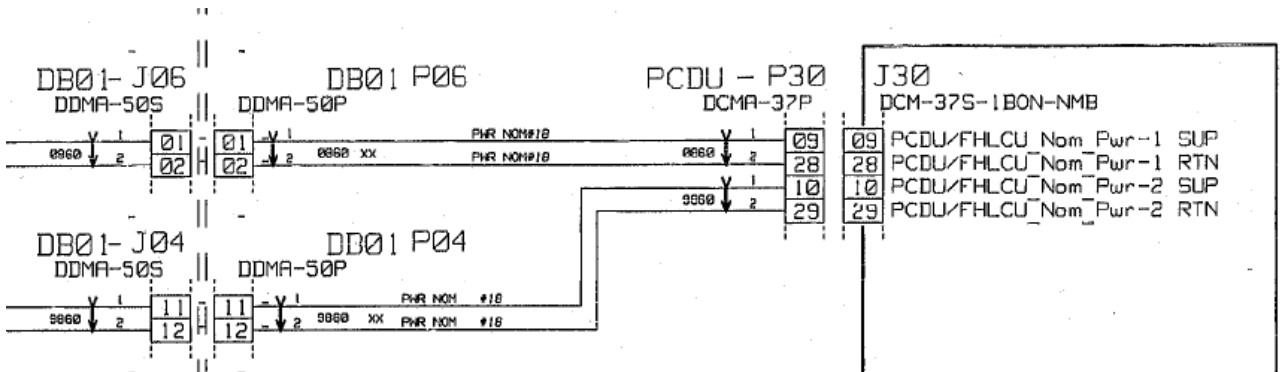 DB01- J06 DB01 P06 PCDU - P30 J30
DDMA-50S DDMA-50P DCMA-37P DCM-37S-1BON-NMB
1 01 01 1 PWR NOM#18 1 09 09 PCDU/FHLCU_Nom_Pwr-1 SUP
2 02 H 02 2 XX PWR NOM#18 2 28 28 PCDU/FHLCU_Nom_Pwr-1 RTN
1 10 10 PCDU/FHLCU_Nom_Pwr-2 SUP
2 29 29 PCDU/FHLCU_Nom_Pwr-2 RTN
DB01- J04 DB01 P04
DDMA-50S DDMA-50P
1 11 11 1 PWR NOM #18
2 12 H 12 2 XX PWR NOM #18